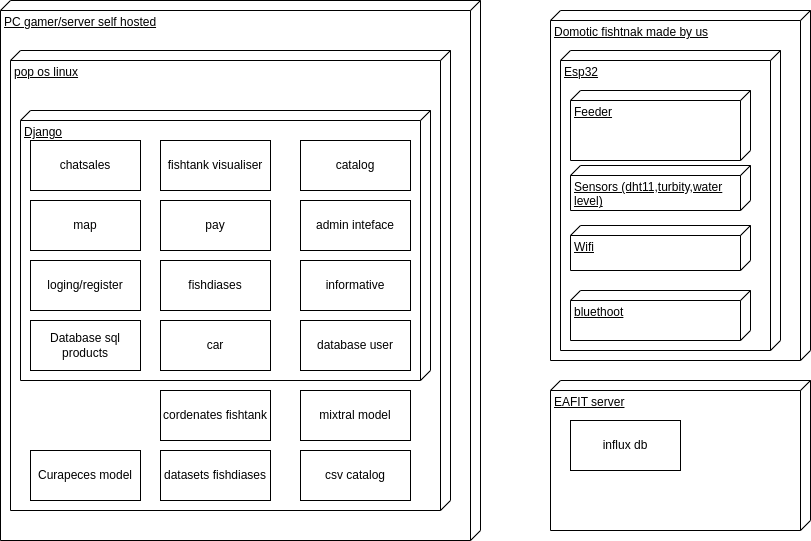 PC gamer/server self hosted
pop os linux
Django
chatsales
fishtank visualiser
catalog
map
pay
admin inteface
loging/register
fishdiases
informative
Database sql
products
car
database user
cordenates fishtank
mixtral model
Curapeces model
datasets fishdiases
csv catalog
Domotic fishtnak made by us
Esp32
Feeder
Sensors (dht11,turbity,water
level)
Wifi
bluethoot
EAFIT server
influx db